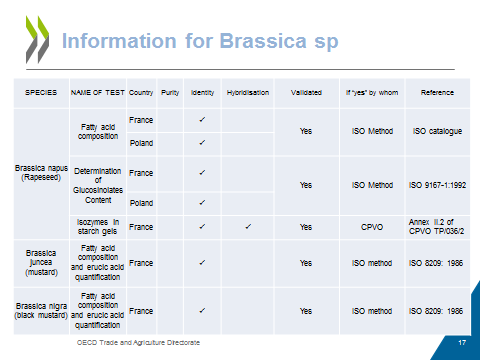 Information for Brassica sp
SPECIES NAME OF TEST Country Purity Identity Hybridisation Validated If "yes" by whom Reference
Brassica napus
(Rapeseed)
Fatty acid
composition
France ✓
Poland ✓
Yes ISO Method ISO catalogue
Determination
of
Glucosinolates
Content
France ✓
Poland ✓
Yes ISO Method ISO 9167-1:1992
Isozymes in
starch gels
France ✓ ✓ Yes CPVO
Annex II.2 of
CPVO TP/036/2
Brassica
juncea
(mustard)
Fatty acid
composition
and erucic acid
quantification
France ✓ Yes ISO method ISO 8209: 1986
Brassica nigra
(black mustard)
Fatty acid
composition
and erucic acid
quantification
France ✓ Yes ISO method ISO 8209: 1986
OECD Trade and Agriculture Directorate 17